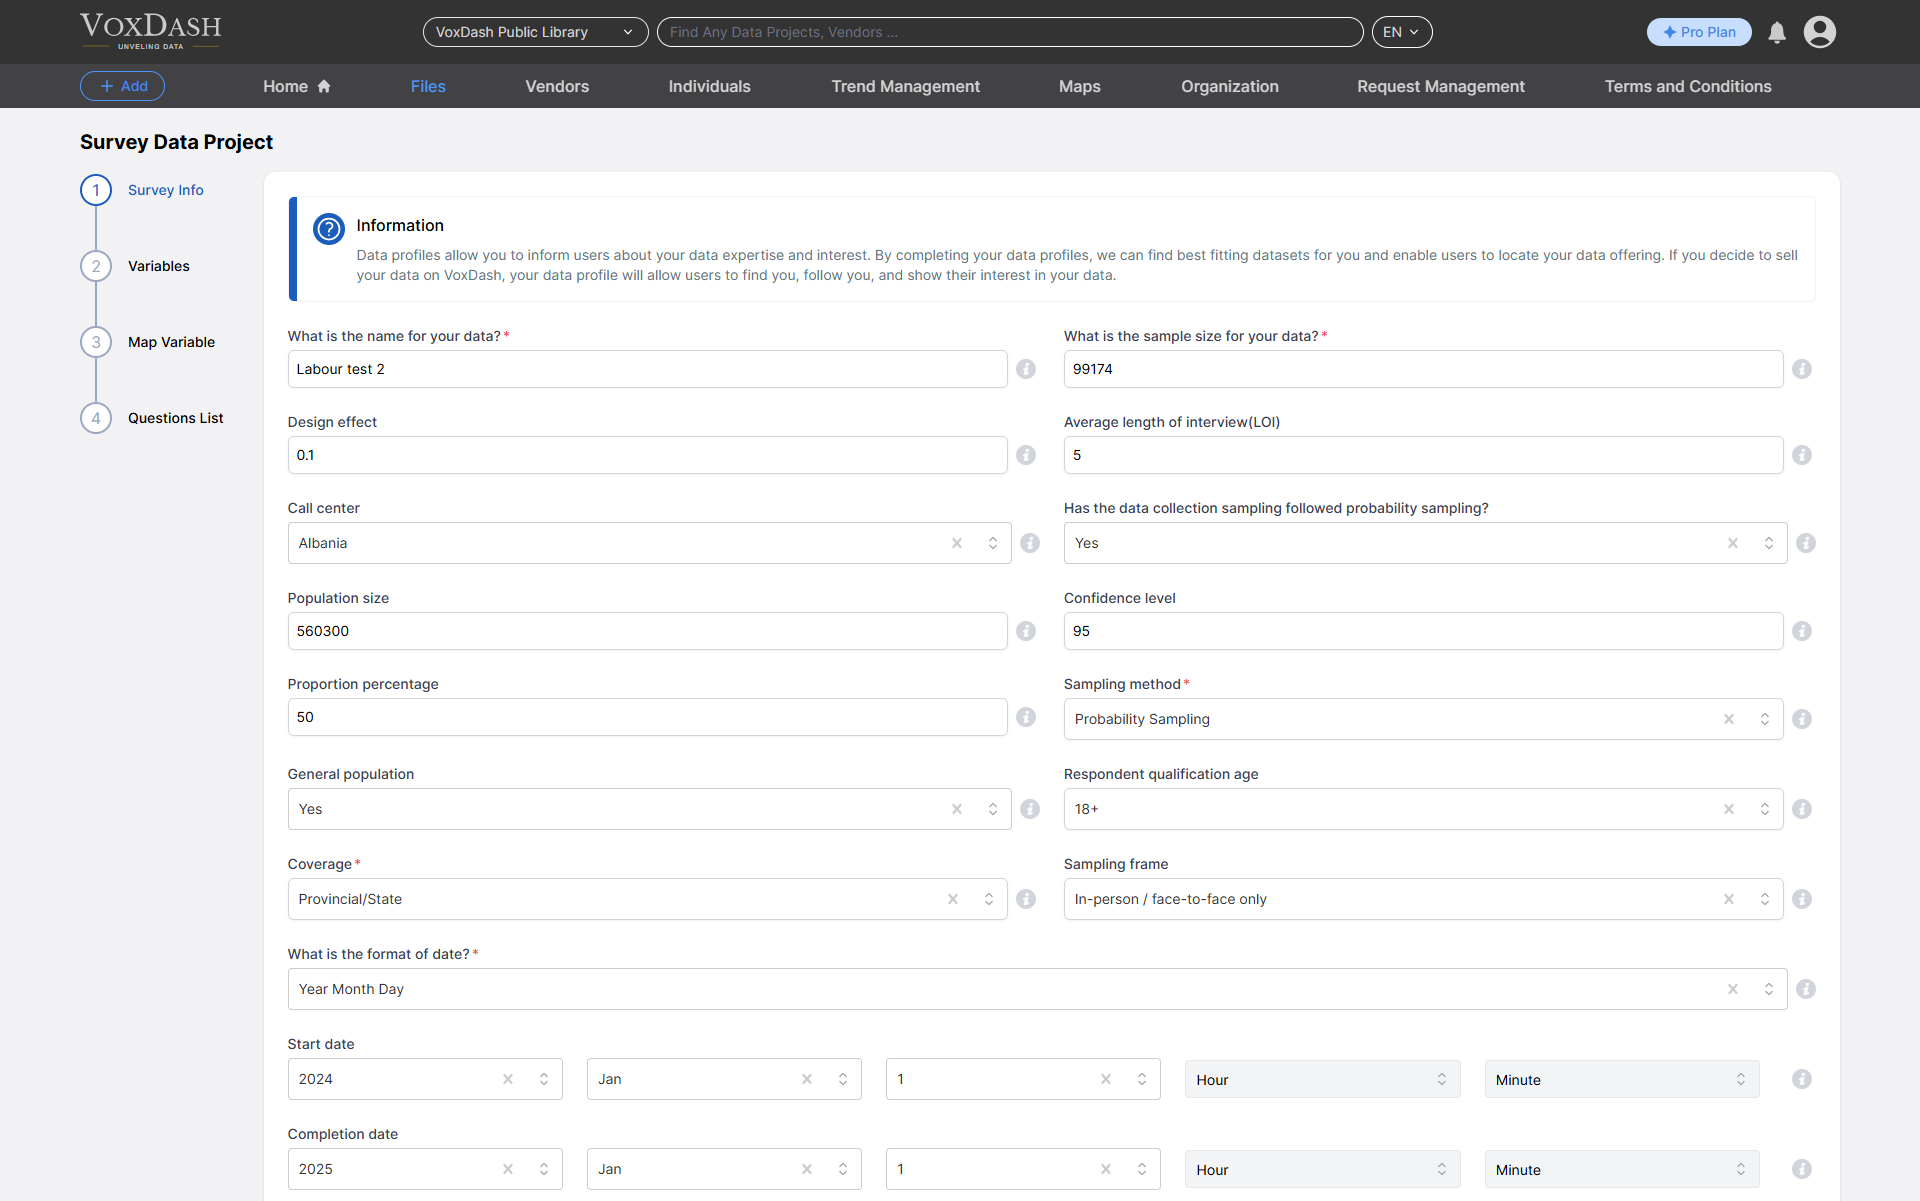 VOXDASH
UNVELING DATA
VoxDash Public Library
Find Any Data Projects, Vendors ...
EN
Pro Plan
Add
Home
Files
Vendors
Individuals
Trend Management
Maps
Organization
Request Management
Terms and Conditions
Survey Data Project
1
Survey Info
2
Variables
3
Map Variable
4
Questions List
Information
Data profiles allow you to inform users about your data expertise and interest. By completing your data profiles, we can find best fitting datasets for you and enable users to locate your data offering. If you decide to sell
your data on VoxDash, your data profile will allow users to find you, follow you, and show their interest in your data.
What is the name for your data?*
What is the sample size for your data?*
Labour test 2
99174
Design effect
Average length of interview(LOI)
0.1
5
Call center
Has the data collection sampling followed probability sampling?
Albania
Yes
Population size
Confidence level
560300
95
Proportion percentage
Sampling method*
50
Probability Sampling
General population
Respondent qualification age
Yes
18+
Coverage*
Sampling frame
Provincial/State
In-person / face-to-face only
What is the format of date?*
Year Month Day
Start date
2024
Jan
1
Hour
Minute
Completion date
2025
Jan
1
Hour
Minute